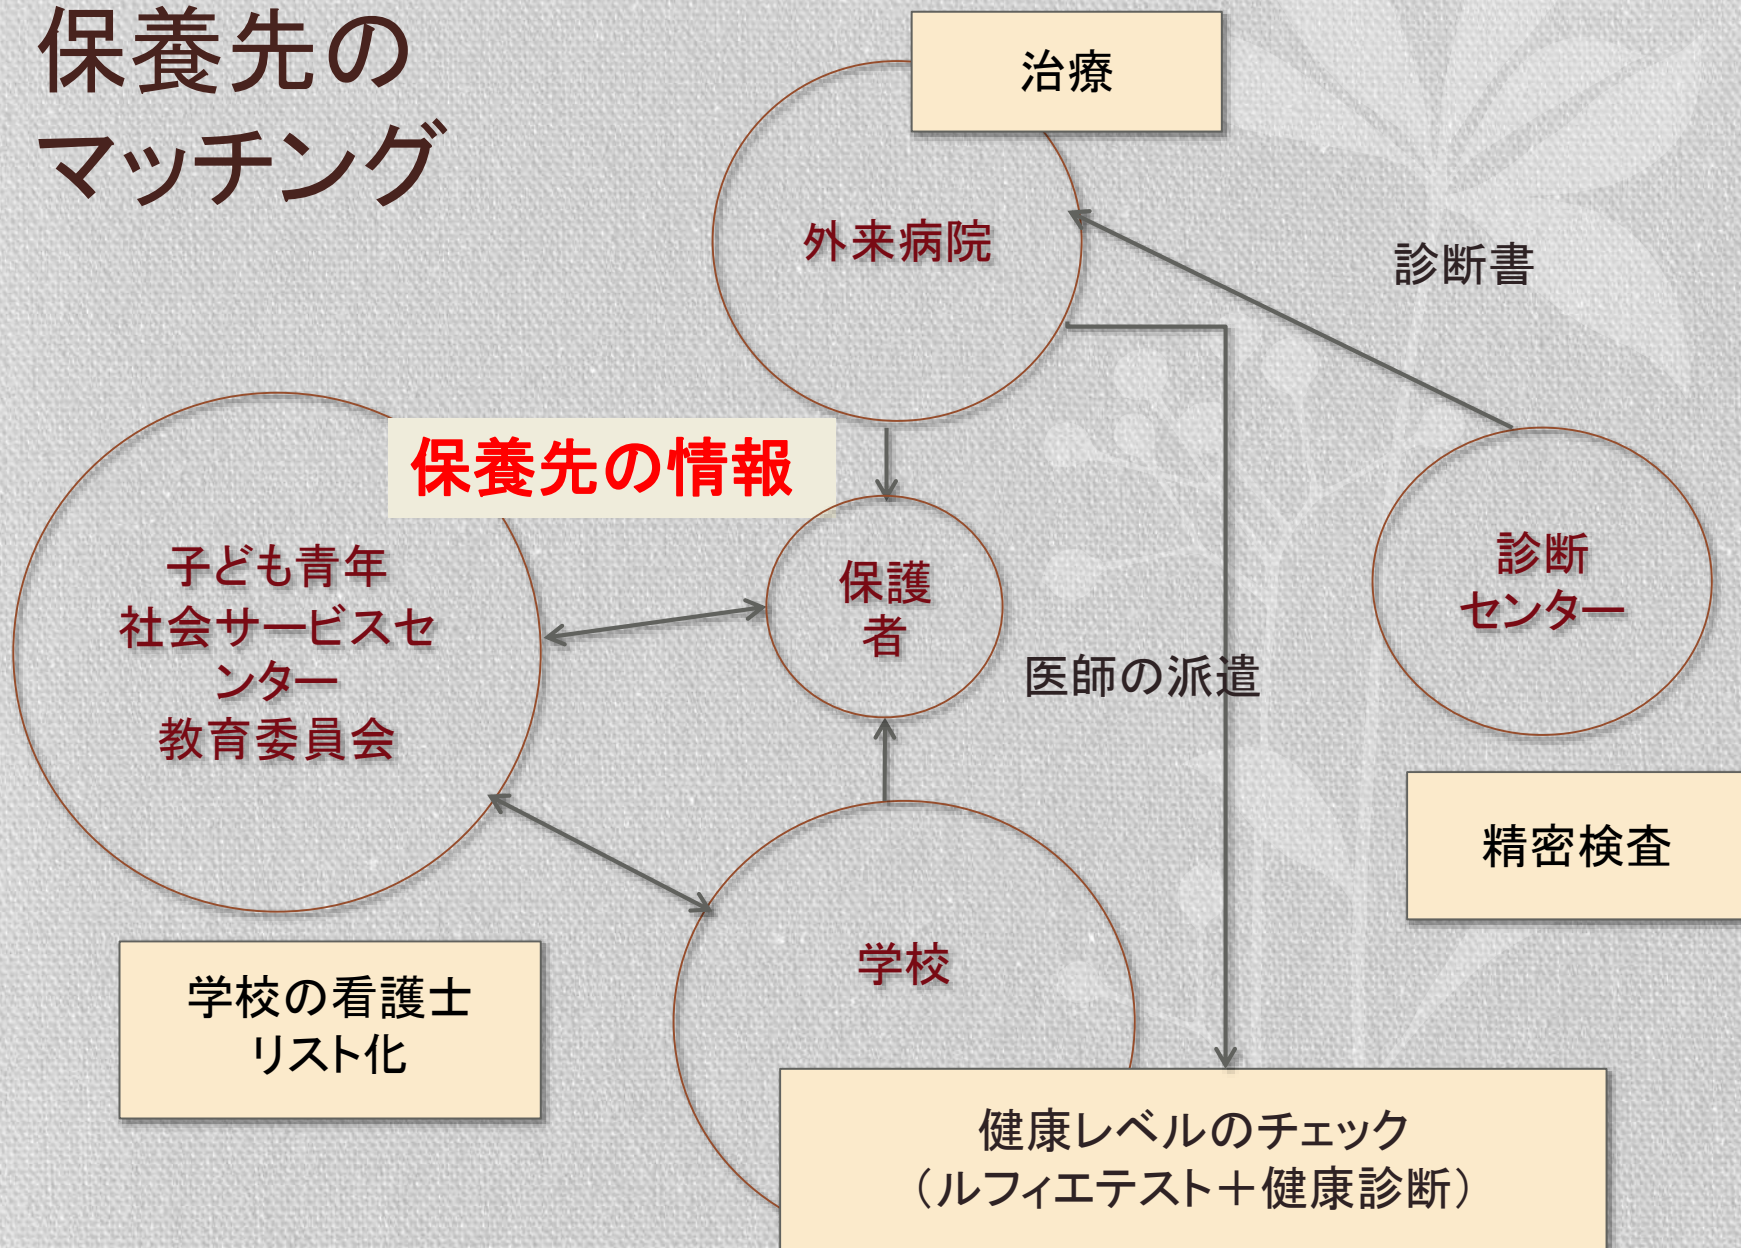 保養先の
マッチング
治療
外来病院
診断書
保養先の情報
子ども青年
社会サービスセ
ンター
教育委員会
保護
者
診断
センター
医師の派遣
精密検査
学校
学校の看護士
リスト化
健康レベルのチェック
（ルフィエテスト＋健康診断）